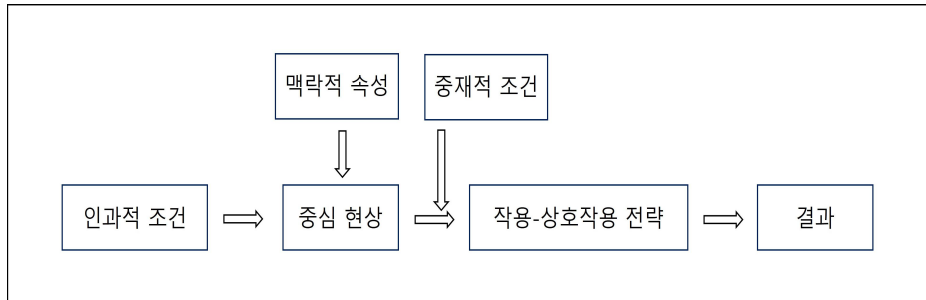 맥락적 속성
중재적 조건
인과적 조건
중심 현상
작용-상호작용 전략
결과